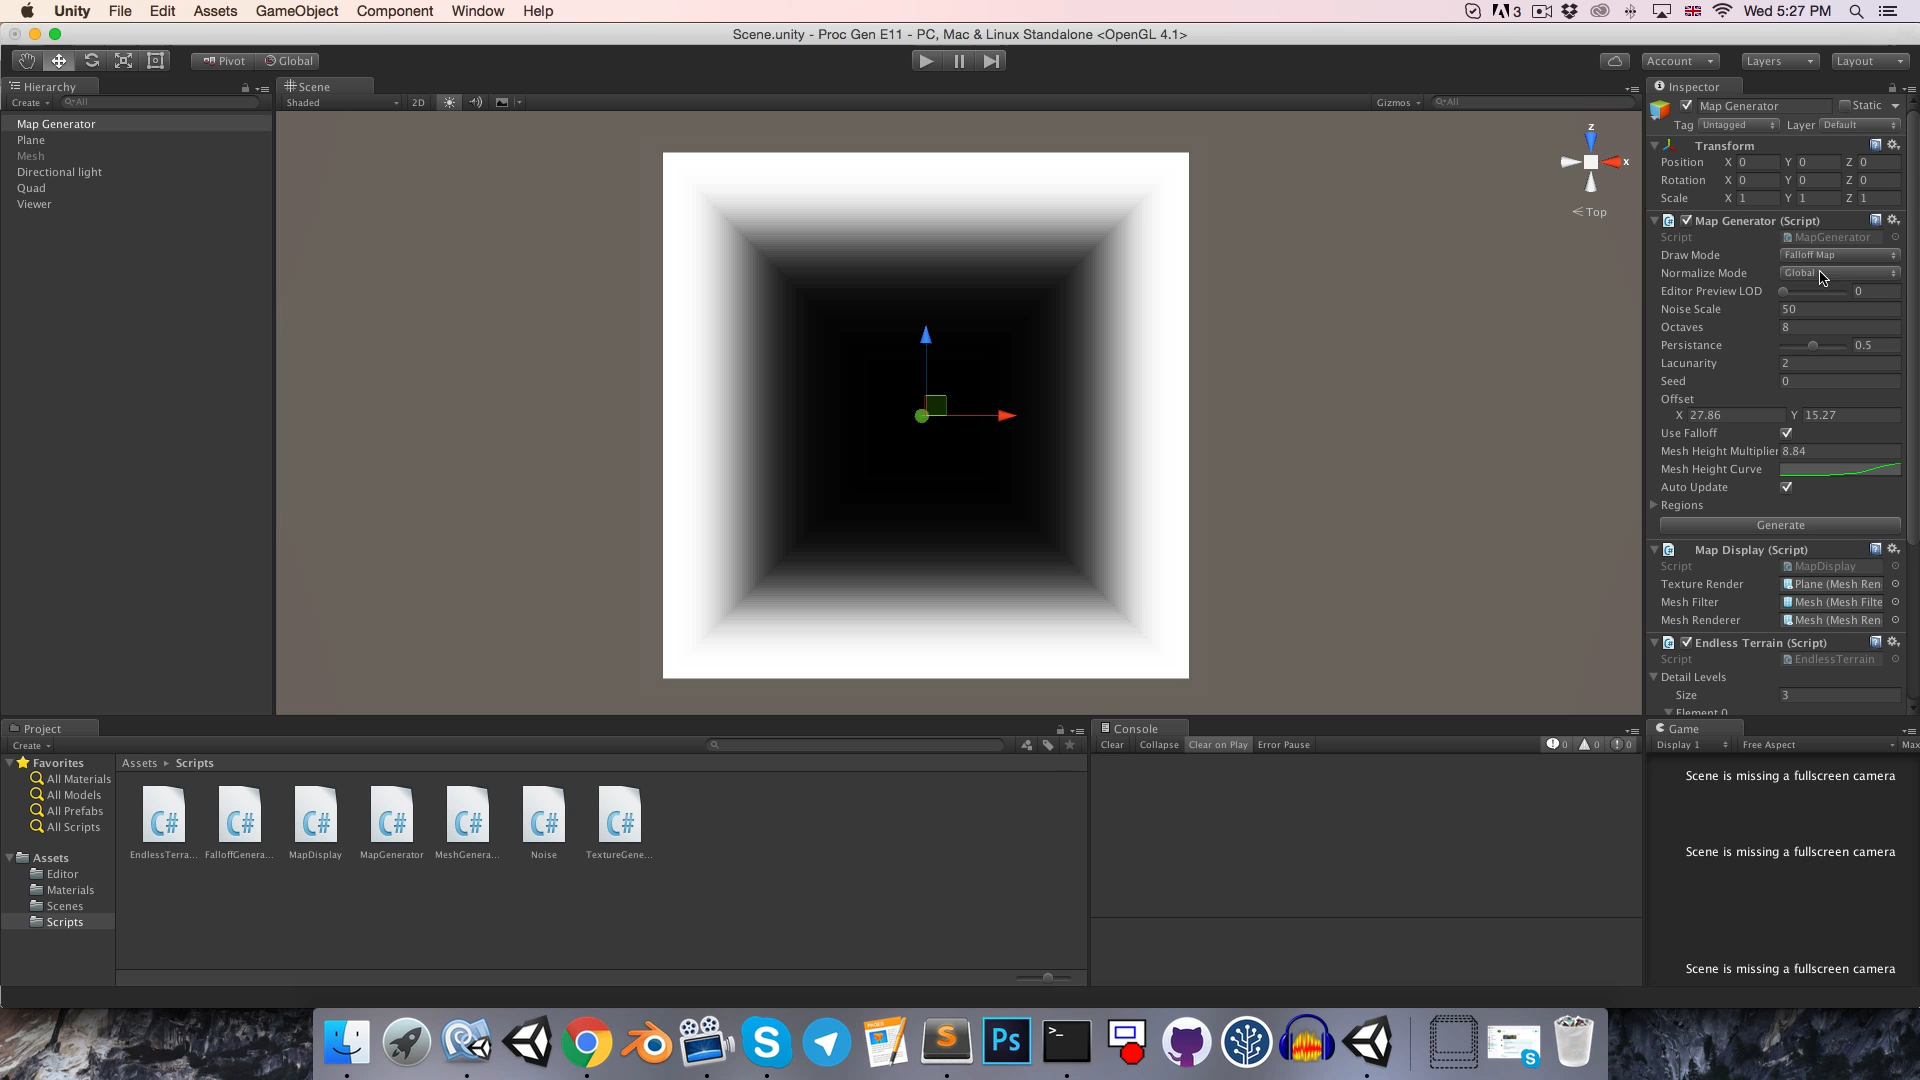 Unity File Edit Assets GameObject Component Window Help
3 Wed 5:27 PM
Scene.unity - Proc Gen E11 - PC, Mac & Linux Standalone <OpenGL 4.1>
Pivot Global
Account Layers Layout
Hierarchy
Create All
Map Generator
Plane
Mesh
Directional light
Quad
Viewer
Scene
Shaded 2D Gizmos All
z
x
Top
Inspector
Map Generator Static
Tag Untagged Layer Default
Transform
Position X 0 Y 0 Z 0
Rotation X 0 Y 0 Z 0
Scale X 1 Y 1 Z 1
Map Generator (Script)
Script MapGenerator
Draw Mode Falloff Map
Normalize Mode Global
Editor Preview LOD 0
Noise Scale 50
Octaves 8
Persistance 0.5
Lacunarity 2
Seed 0
Offset
X 27.86 Y 15.27
Use Falloff
Mesh Height Multiplier 8.84
Mesh Height Curve
Auto Update
Regions
Generate
Map Display (Script)
Script MapDisplay
Texture Render Plane (Mesh Ren
Mesh Filter Mesh (Mesh Filte
Mesh Renderer Mesh (Mesh Ren
Endless Terrain (Script)
Script EndlessTerrain
Detail Levels
Size 3
Element 0
Project
Create
Favorites
All Materials
All Models
All Prefabs
All Scripts
Assets
Editor
Materials
Scenes
Scripts
Assets Scripts
C# C# C# C# C# C# C#
EndlessTerra... FalloffGenera... MapDisplay MapGenerator MeshGenera... Noise TextureGene...
Console
Clear Collapse Clear on Play Error Pause 0 0 0
Game
Display 1 Free Aspect Max
Scene is missing a fullscreen camera
Scene is missing a fullscreen camera
Scene is missing a fullscreen camera
PAGES
S
Ps
>_
S